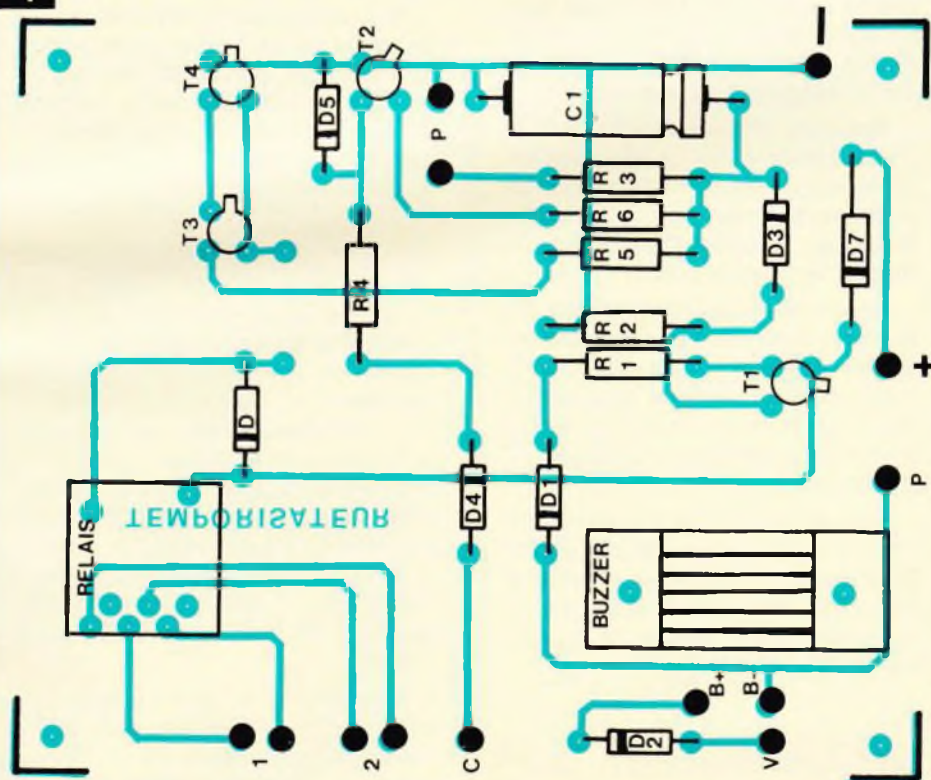 T4
T2
D5
P
C1
−
T3
R 3
R 6
R 5
R4
D3
D7
R 2
R 1
T1
+
D
D4
D1
P
RELAIS
TEMPORISATEUR
BUZZER
B+
B-
1
2
C
D2
V